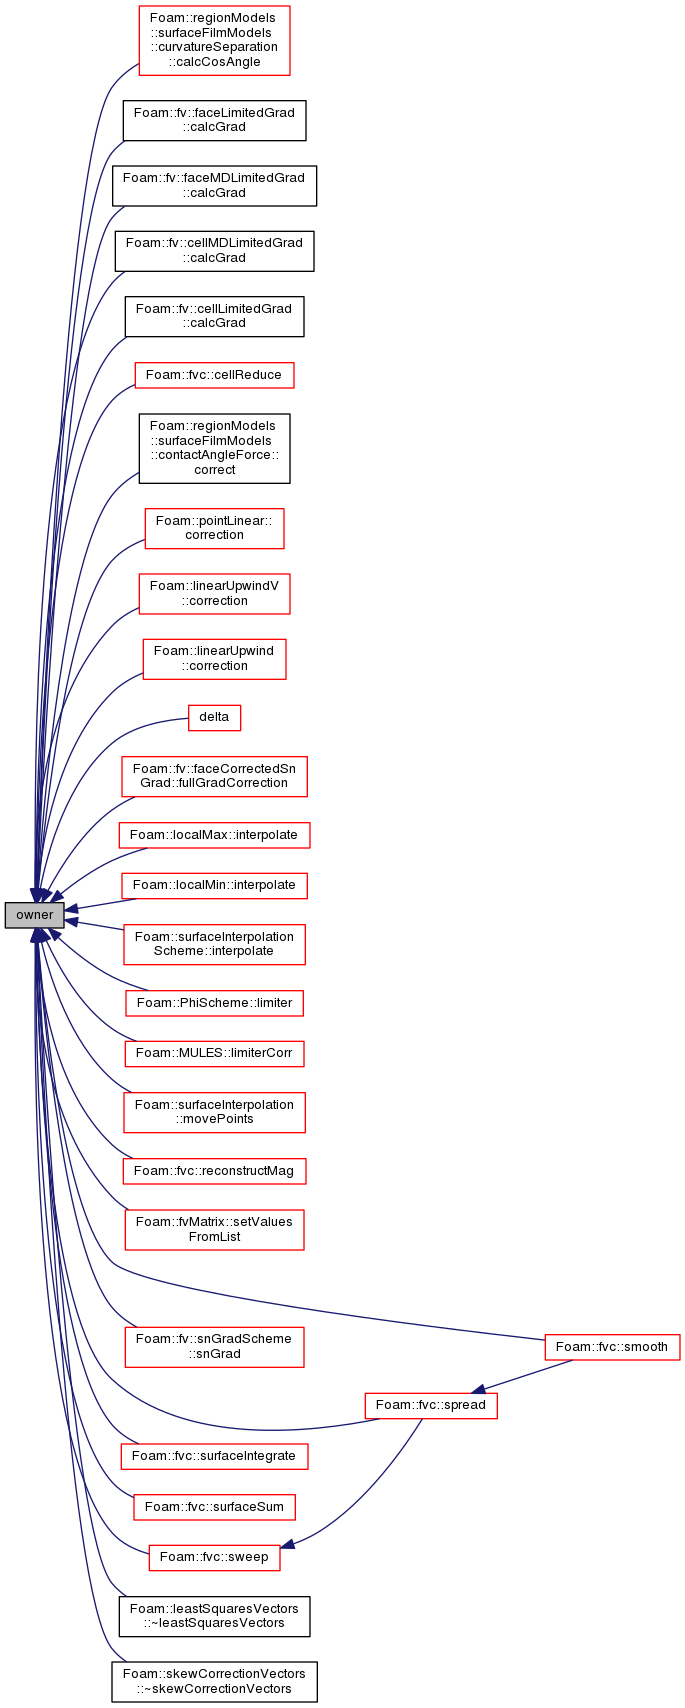 Foam::regionModels
::surfaceFilmModels
::curvatureSeparation
::calcCosAngle
Foam::fv::faceLimitedGrad
::calcGrad
Foam::fv::faceMDLimitedGrad
::calcGrad
Foam::fv::cellMDLimitedGrad
::calcGrad
Foam::fv::cellLimitedGrad
::calcGrad
Foam::fvc::cellReduce
Foam::regionModels
::surfaceFilmModels
::contactAngleForce::
correct
Foam::pointLinear::
correction
Foam::linearUpwindV
::correction
Foam::linearUpwind
::correction
delta
Foam::fv::faceCorrectedSn
Grad::fullGradCorrection
Foam::localMax::interpolate
Foam::localMin::interpolate
owner
Foam::surfaceInterpolation
Scheme::interpolate
Foam::PhiScheme::limiter
Foam::MULES::limiterCorr
Foam::surfaceInterpolation
::movePoints
Foam::fvc::reconstructMag
Foam::fvMatrix::setValues
FromList
Foam::fv::snGradScheme
::snGrad
Foam::fvc::smooth
Foam::fvc::spread
Foam::fvc::surfaceIntegrate
Foam::fvc::surfaceSum
Foam::fvc::sweep
Foam::leastSquaresVectors
::~leastSquaresVectors
Foam::skewCorrectionVectors
::~skewCorrectionVectors